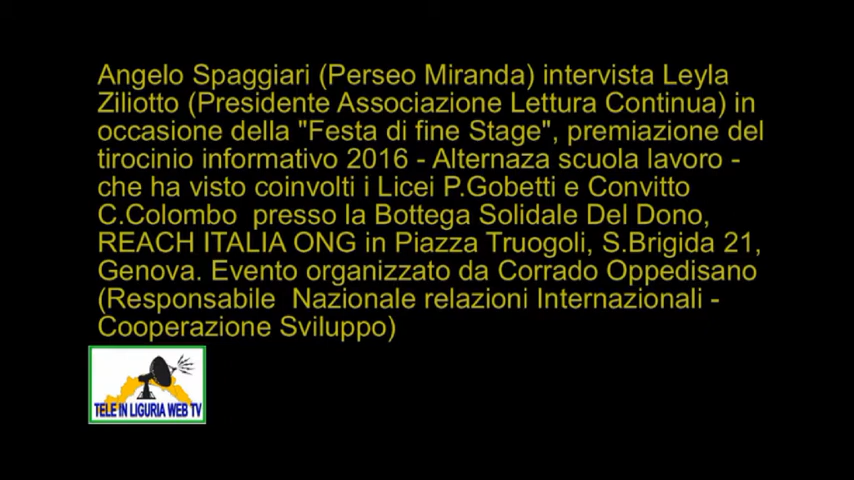 Angelo Spaggiari (Perseo Miranda) intervista Leyla
Ziliotto (Presidente Associazione Lettura Continua) in
occasione della "Festa di fine Stage", premiazione del
tirocinio informativo 2016 - Alternaza scuola lavoro -
che ha visto coinvolti i Licei P.Gobetti e Convitto
C.Colombo presso la Bottega Solidale Del Dono,
REACH ITALIA ONG in Piazza Truogoli, S.Brigida 21,
Genova. Evento organizzato da Corrado Oppedisano
(Responsabile Nazionale relazioni Internazionali -
Cooperazione Sviluppo)
TELE IN LIGURIA WEB TV